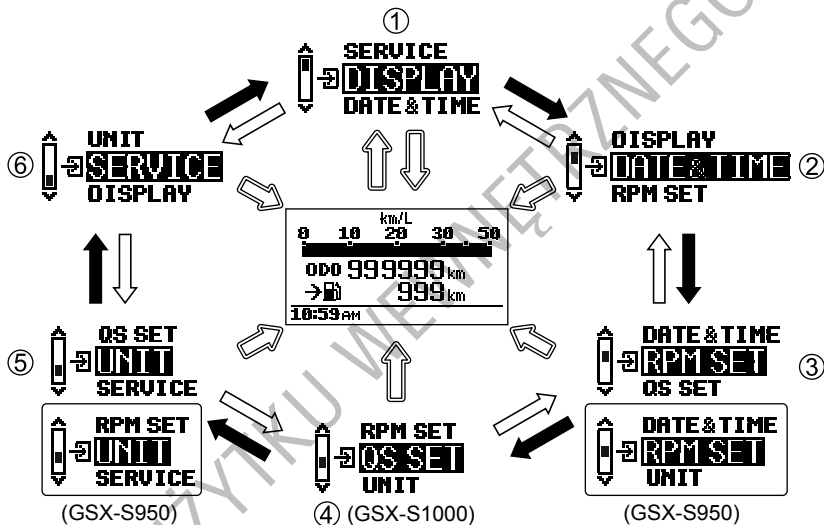 ①
SERVICE
DISPLAY
DATE&TIME
UNIT
SERVICE
DISPLAY
⑥
DISPLAY
DATE&TIME
RPM SET
②
km/L
0 10 20 30 50
ODO 999999 km
999 km
10:59 AM
QS SET
UNIT
SERVICE
⑤
RPM SET
UNIT
SERVICE
(GSX-S950)
RPM SET
QS SET
UNIT
④ (GSX-S1000)
DATE&TIME
RPM SET
QS SET
③
DATE&TIME
RPM SET
UNIT
(GSX-S950)
UŻYTKU WEWNĘTRZNEGO